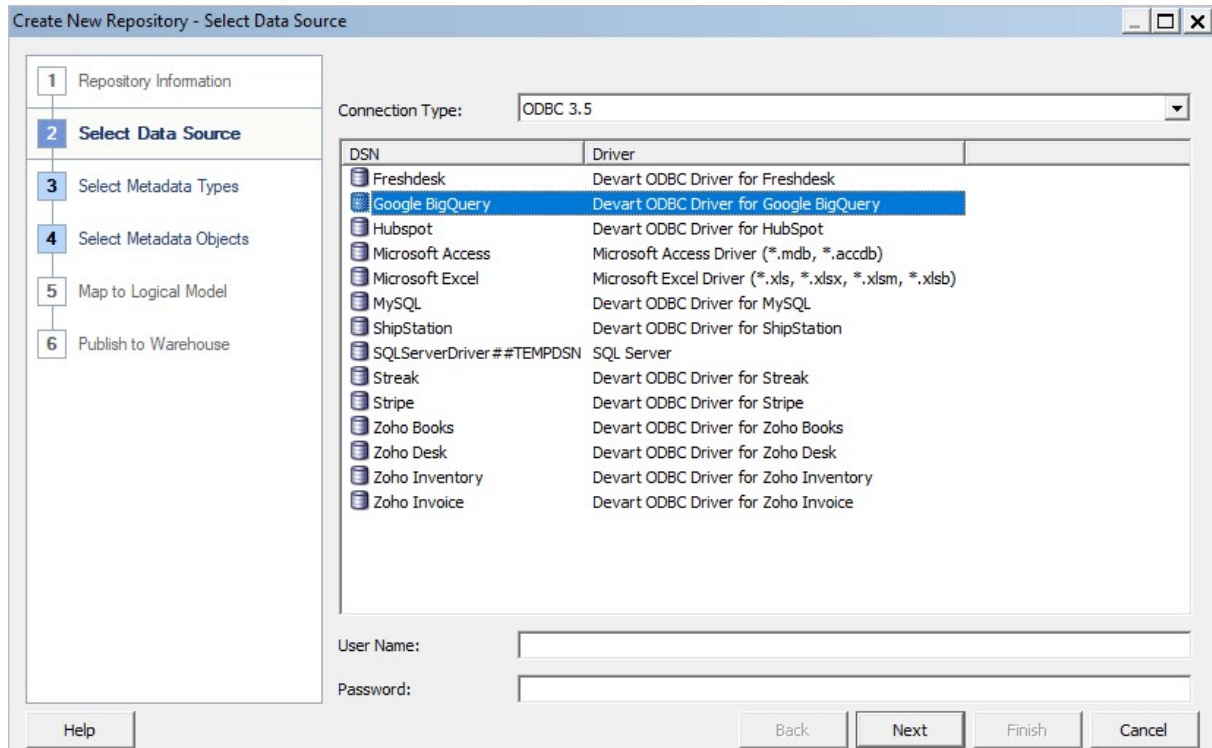 Create New Repository - Select Data Source
1 Repository Information
2 Select Data Source
3 Select Metadata Types
4 Select Metadata Objects
5 Map to Logical Model
6 Publish to Warehouse
Connection Type: ODBC 3.5
DSN Driver
Freshdesk Devart ODBC Driver for Freshdesk
Google BigQuery Devart ODBC Driver for Google BigQuery
Hubspot Devart ODBC Driver for HubSpot
Microsoft Access Microsoft Access Driver (*.mdb, *.accdb)
Microsoft Excel Microsoft Excel Driver (*.xls, *.xlsx, *.xlsm, *.xlsb)
MySQL Devart ODBC Driver for MySQL
ShipStation Devart ODBC Driver for ShipStation
SQLServerDriver##TEMPDSN SQL Server
Streak Devart ODBC Driver for Streak
Stripe Devart ODBC Driver for Stripe
Zoho Books Devart ODBC Driver for Zoho Books
Zoho Desk Devart ODBC Driver for Zoho Desk
Zoho Inventory Devart ODBC Driver for Zoho Inventory
Zoho Invoice Devart ODBC Driver for Zoho Invoice
User Name:
Password:
Help Back Next Finish Cancel